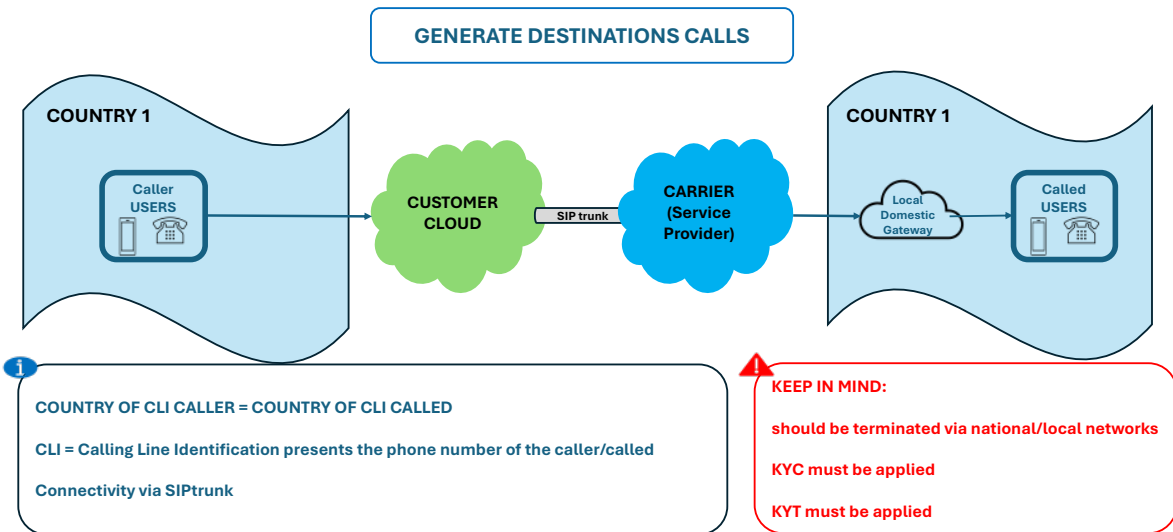 GENERATE DESTINATIONS CALLS
COUNTRY 1
Caller
USERS
CUSTOMER
CLOUD
SIP trunk
CARRIER
(Service
Provider)
COUNTRY 1
Local
Domestic
Gateway
Called
USERS
i
COUNTRY OF CLI CALLER = COUNTRY OF CLI CALLED
CLI = Calling Line Identification presents the phone number of the caller/called
Connectivity via SIPtrunk
!
KEEP IN MIND:
should be terminated via national/local networks
KYC must be applied
KYT must be applied